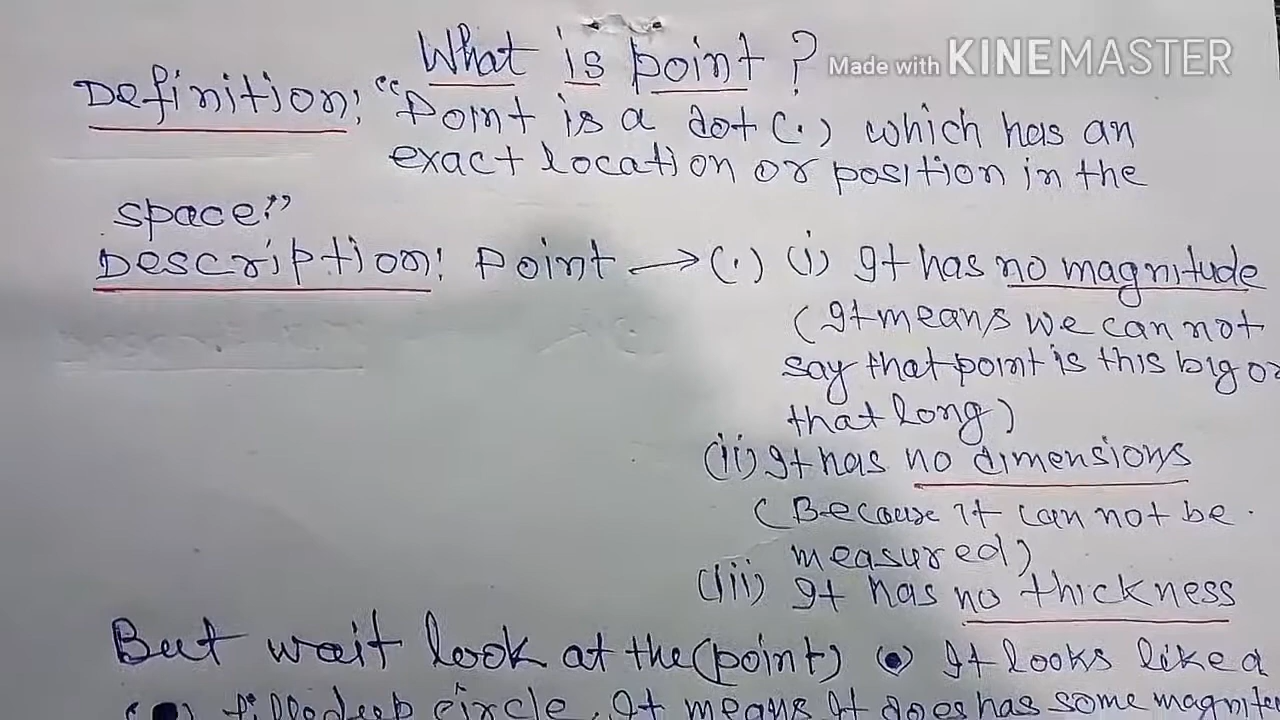 What is point ?
Made with KINEMASTER
Definition: "Point is a dot (.) which has an
exact location or position in the
space."
Description: Point → (.) (i) It has no magnitude
(It means we can not
say that point is this big or
that long)
(ii) It has no dimensions
(Because it can not be
measured)
(iii) It has no thickness
But wait look at the (point) (•) It looks like a
(•) circle. It means it does has some